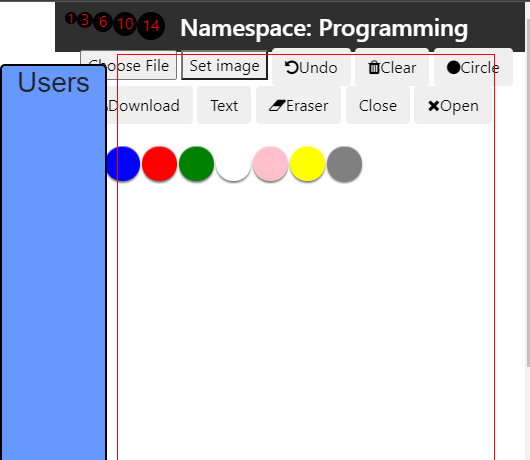 1 3 6 10 14 Namespace: Programming
Choose File Set image Undo Clear Circle
Users
Download Text Eraser Close Open